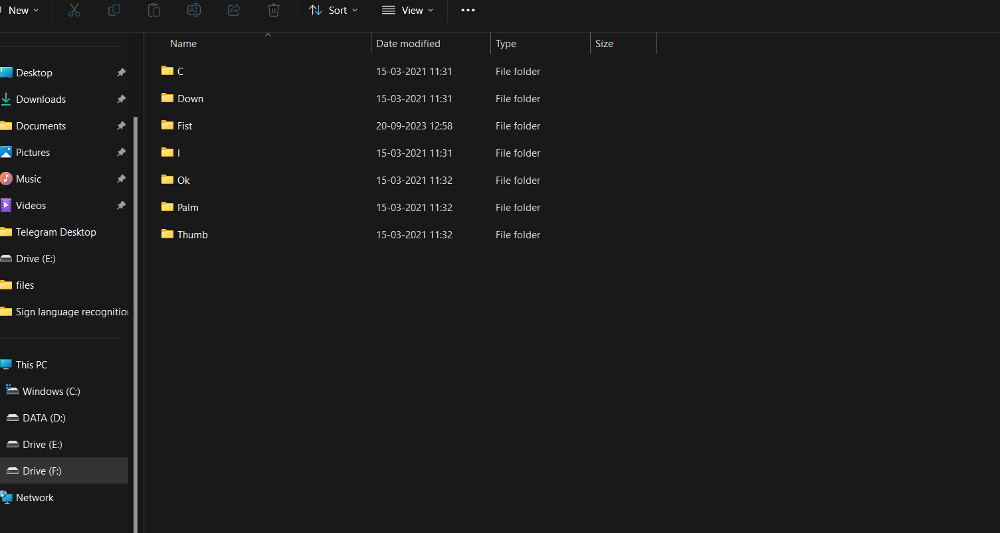 New Sort View
Name Date modified Type Size
C 15-03-2021 11:31 File folder
Down 15-03-2021 11:31 File folder
Fist 20-09-2023 12:58 File folder
I 15-03-2021 11:31 File folder
Ok 15-03-2021 11:32 File folder
Palm 15-03-2021 11:32 File folder
Thumb 15-03-2021 11:32 File folder
Desktop
Downloads
Documents
Pictures
Music
Videos
Telegram Desktop
Drive (E:)
files
Sign language recognition
This PC
Windows (C:)
DATA (D:)
Drive (E:)
Drive (F:)
Network